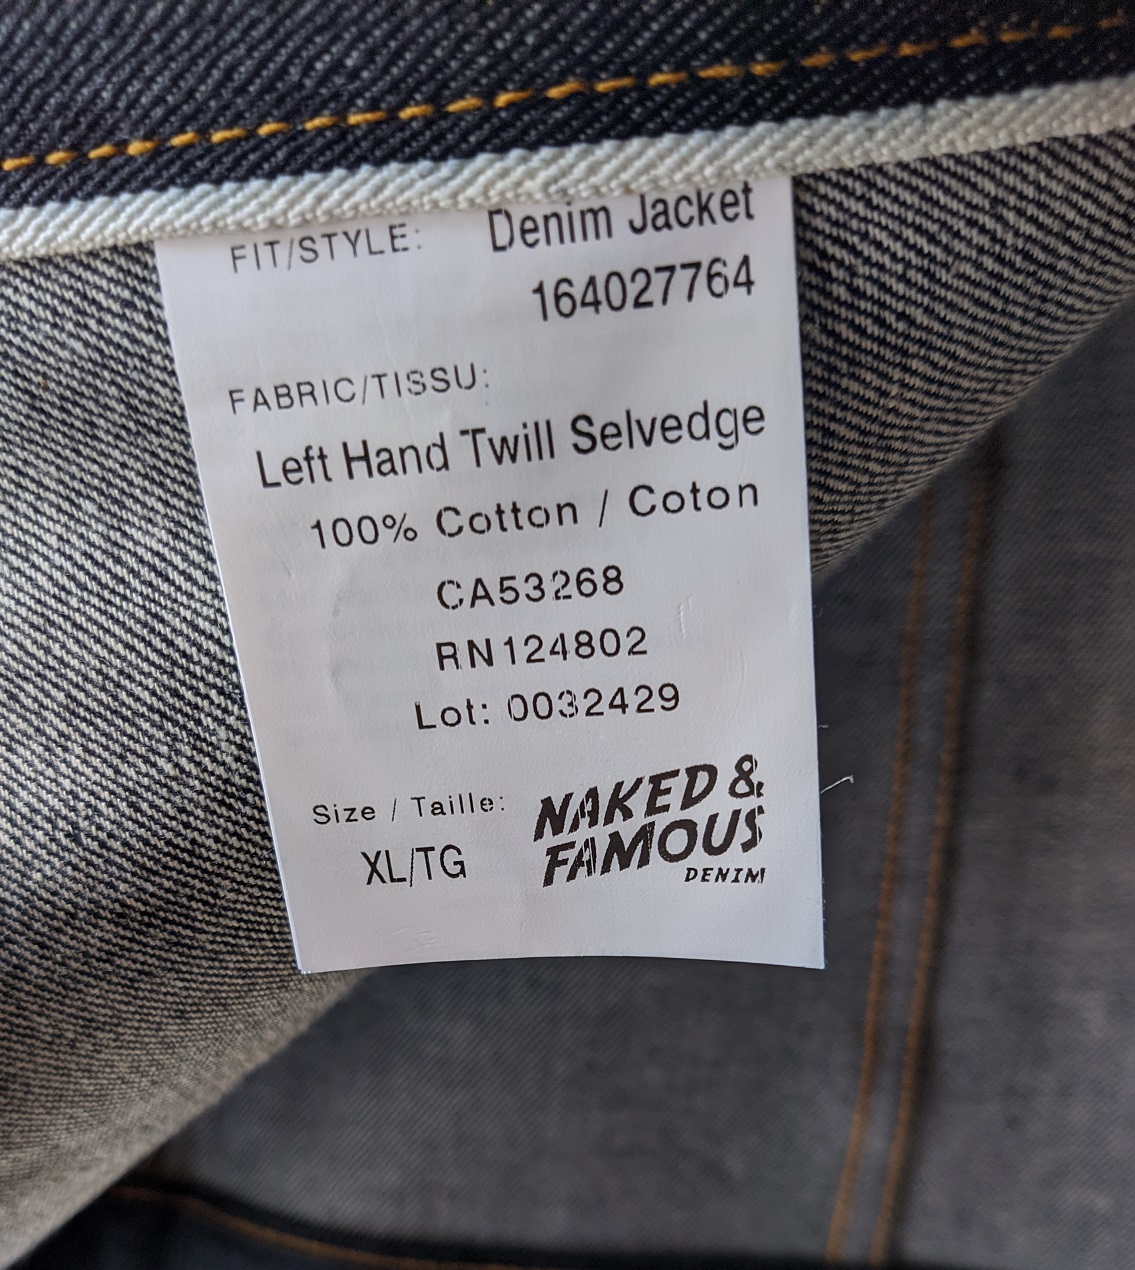 FIT/STYLE: Denim Jacket
164027764
FABRIC/TISSU:
Left Hand Twill Selvedge
100% Cotton / Coton
CA53268
RN124802
Lot: 0032429
Size / Taille:
XL/TG
NAKED &
FAMOUS
DENIM